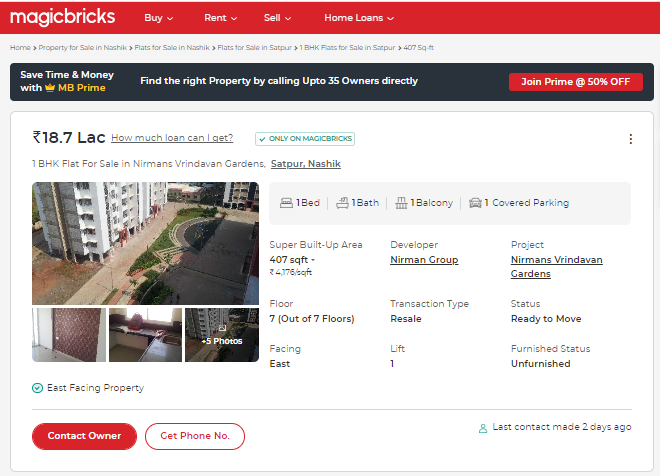 magicbricks
Buy Rent Sell Home Loans
Home > Property for Sale in Nashik > Flats for Sale in Nashik > Flats for Sale in Satpur > 1 BHK Flats for Sale in Satpur > 407 Sq-ft
Save Time & Money
with MB Prime
Find the right Property by calling Upto 35 Owners directly
Join Prime @ 50% OFF
₹18.7 Lac How much loan can I get? ONLY ON MAGICBRICKS
1 BHK Flat For Sale in Nirmans Vrindavan Gardens, Satpur, Nashik
+5 Photos
1 Bed 1 Bath 1 Balcony 1 Covered Parking
Super Built-Up Area
407 sqft -
₹4,176/sqft
Developer
Nirman Group
Project
Nirmans Vrindavan
Gardens
Floor
7 (Out of 7 Floors)
Transaction Type
Resale
Status
Ready to Move
Facing
East
Lift
1
Furnished Status
Unfurnished
East Facing Property
Contact Owner Get Phone No.
Last contact made 2 days ago